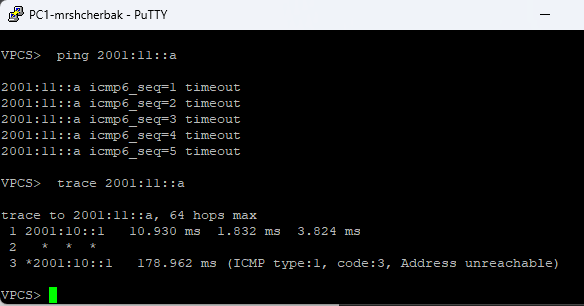 PC1-mrshcherbak - PuTTY
VPCS>  ping 2001:11::a
2001:11::a icmp6_seq=1 timeout
2001:11::a icmp6_seq=2 timeout
2001:11::a icmp6_seq=3 timeout
2001:11::a icmp6_seq=4 timeout
2001:11::a icmp6_seq=5 timeout
VPCS>  trace 2001:11::a
trace to 2001:11::a, 64 hops max
 1 2001:10::1   10.930 ms  1.832 ms  3.824 ms
 2   *  *  *
 3 *2001:10::1   178.962 ms (ICMP type:1, code:3, Address unreachable)
VPCS>